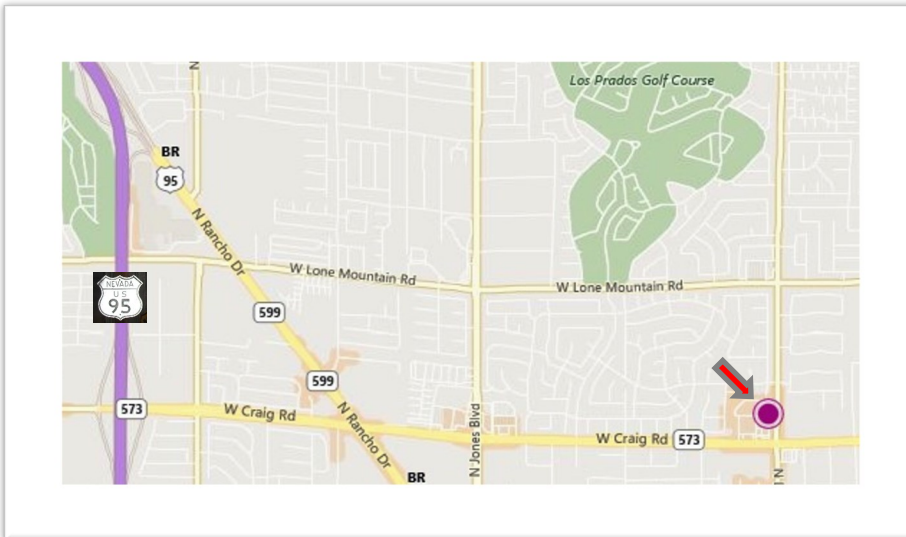 N
Los Prados Golf Course
BR
95
N Rancho Dr
W Lone Mountain Rd
W Lone Mountain Rd
NEVADA
US
95
599
599
573
W Craig Rd
N Rancho Dr
N Jones Blvd
W Craig Rd
573
BR
N